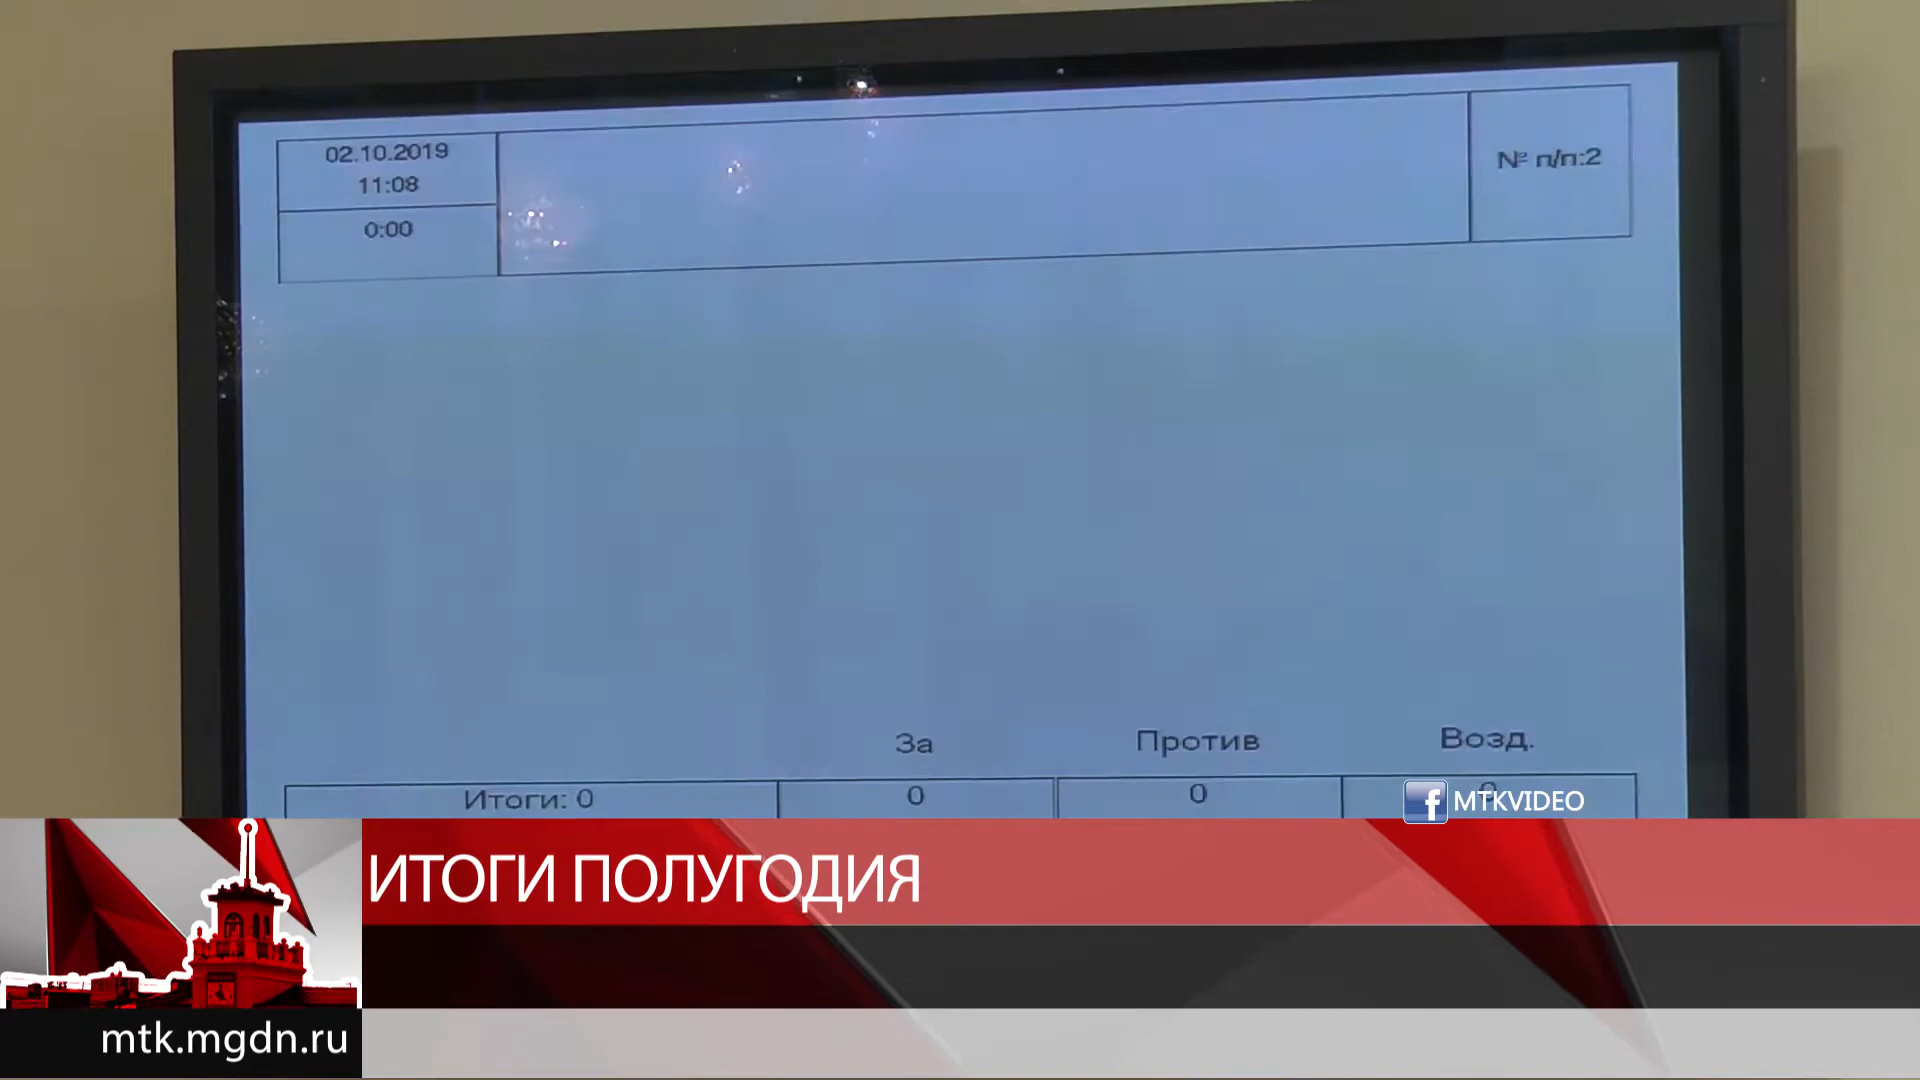 02.10.2019
11:08
0:00
№ п/п:2
За Против Возд.
Итоги: 0 0 0 0
MTKVIDEO
ИТОГИ ПОЛУГОДИЯ
mtk.mgdn.ru